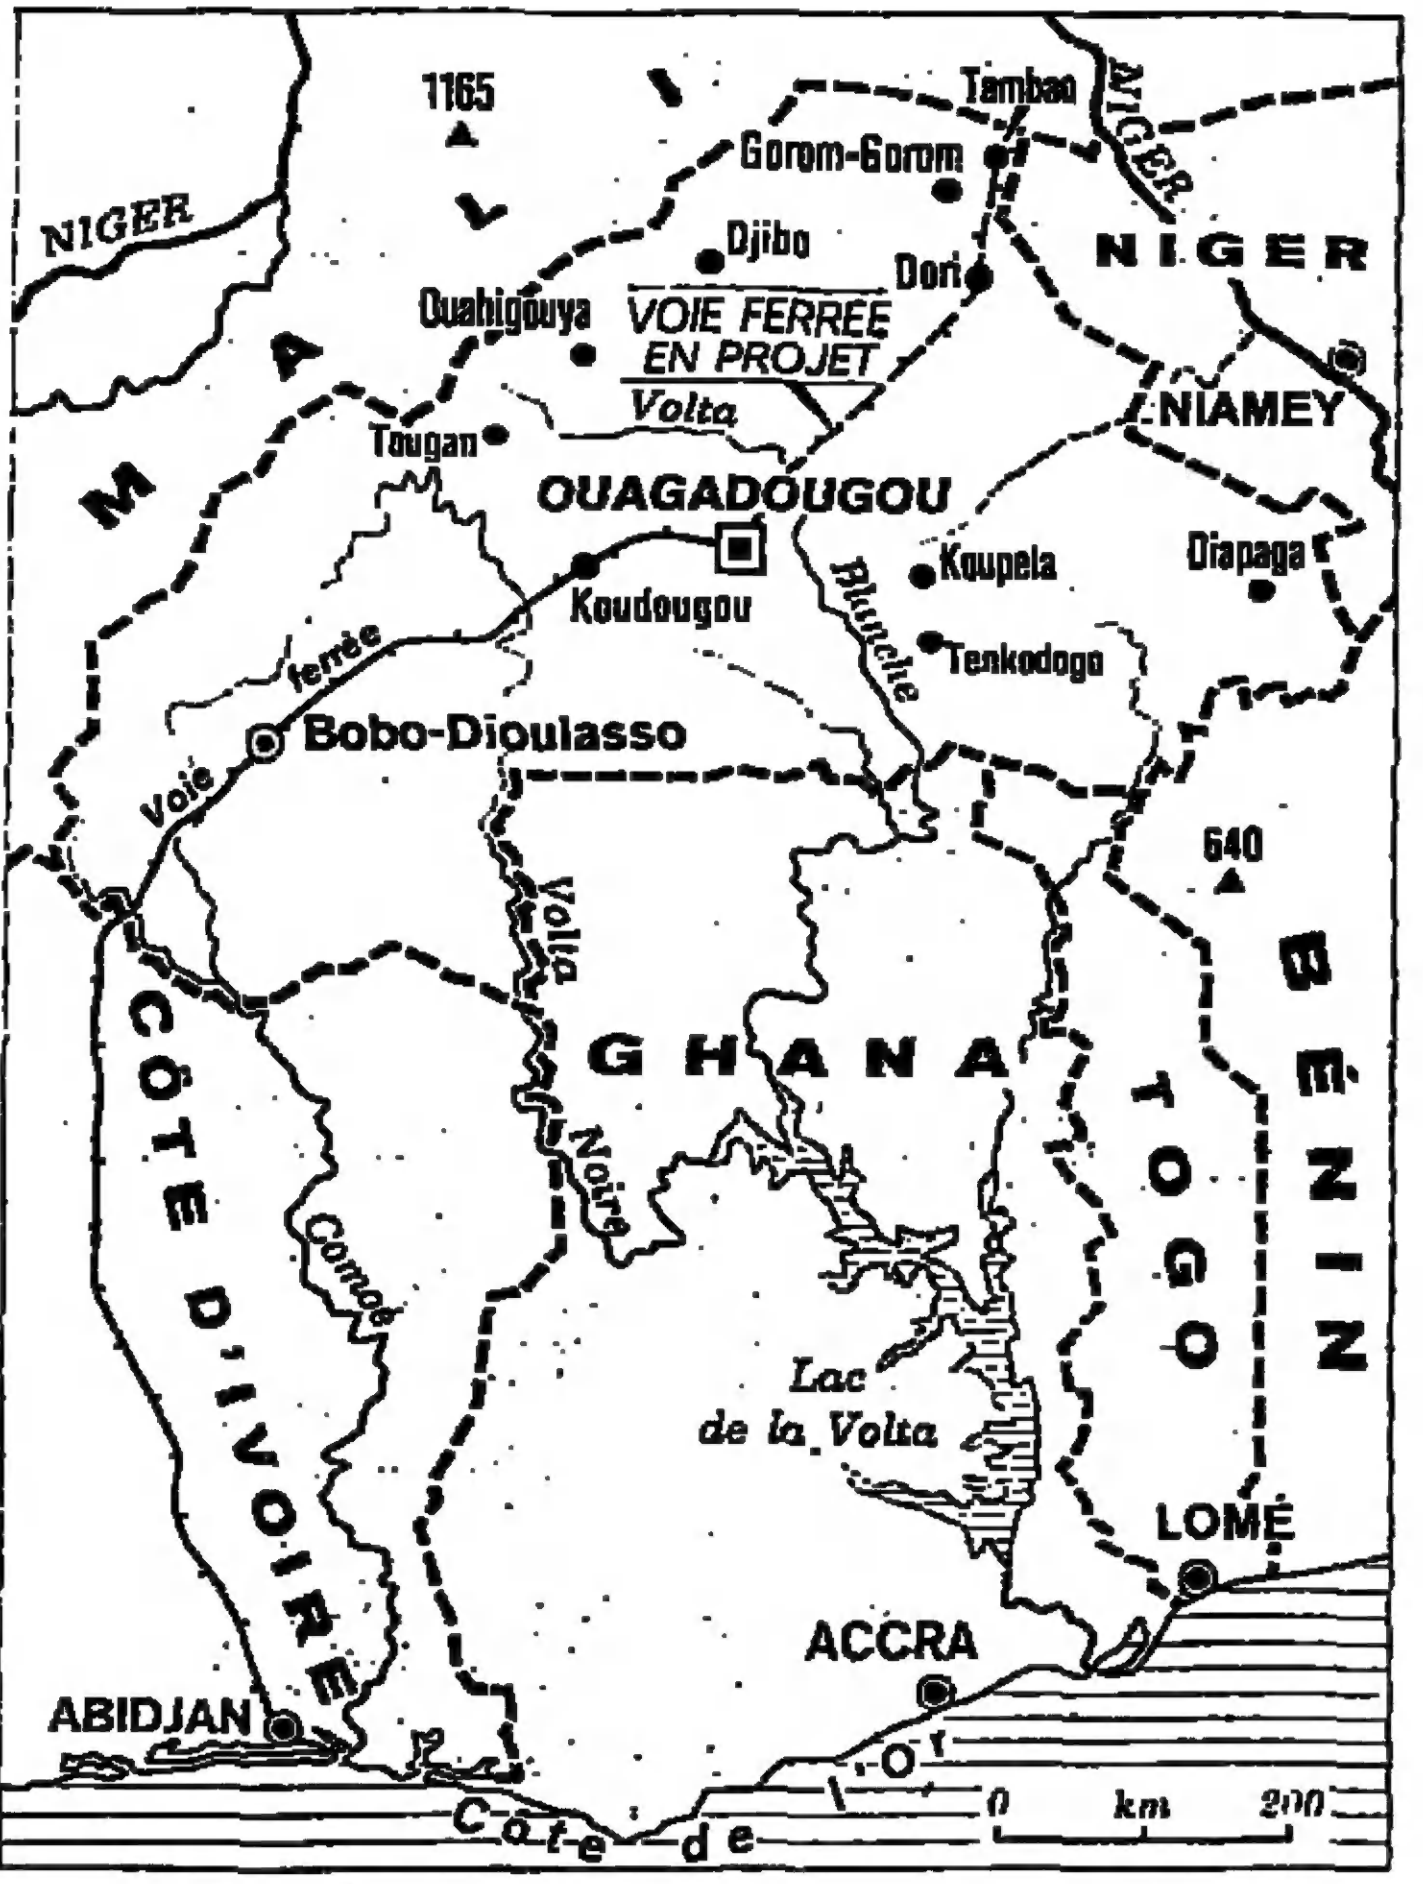 1165
Tambao
NIGER
Gorom-Gorom
NIGER
MALI
Djibo
NIGER
Dori
Ouahigouya
VOIE FERRÉE
EN PROJET
Volta
NIAMEY
Tougan
OUAGADOUGOU
Koupela
Diapaga
Koudougou
Blanche
Tenkodogo
ferrée
Bobo-Dioulasso
Voie
640
Volta
BÉNIN
CÔTE D'IVOIRE
GHANA
TOGO
Noire
Comoé
Lac
de la Volta
LOMÉ
ACCRA
ABIDJAN
Cote de l'Or
0 km 200